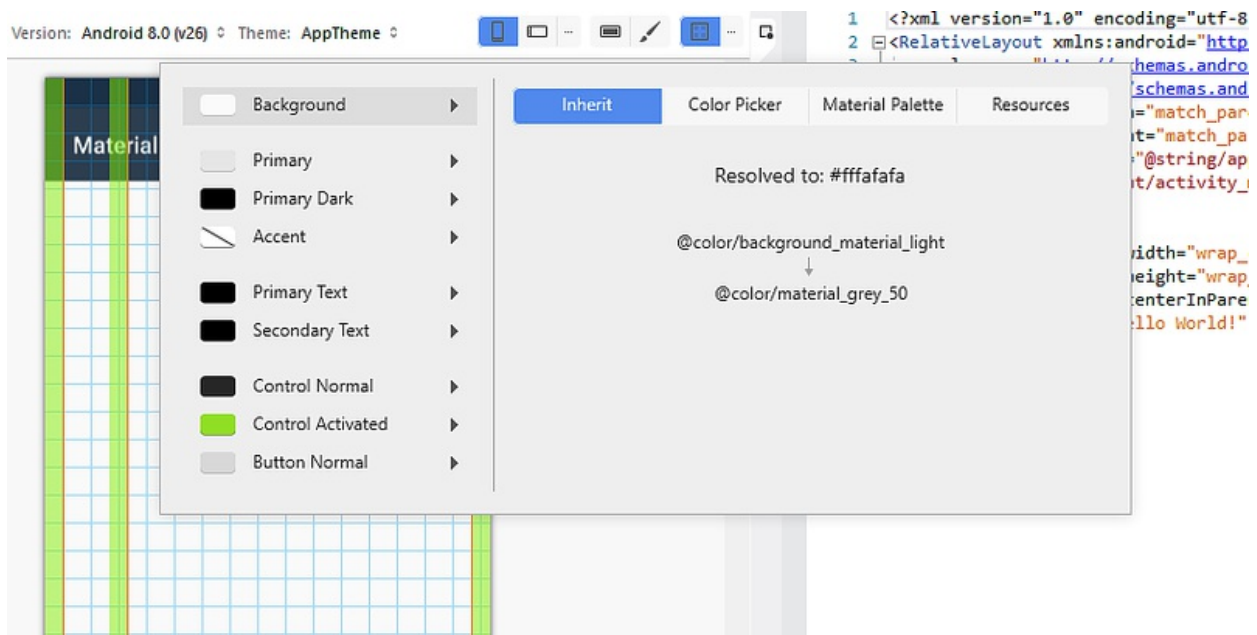 Version: Android 8.0 (v26) Theme: AppTheme
Material
Background
Primary
Primary Dark
Accent
Primary Text
Secondary Text
Control Normal
Control Activated
Button Normal
Inherit Color Picker Material Palette Resources
Resolved to: #fffafafa
@color/background_material_light
@color/material_grey_50
1 <?xml version="1.0" encoding="utf-8
2 <RelativeLayout xmlns:android="http
hemas.andro
schemas.and
="match_par
t="match_pa
"@string/ap
t/activity_
idth="wrap_
eight="wrap_
enterInPare
llo World!"